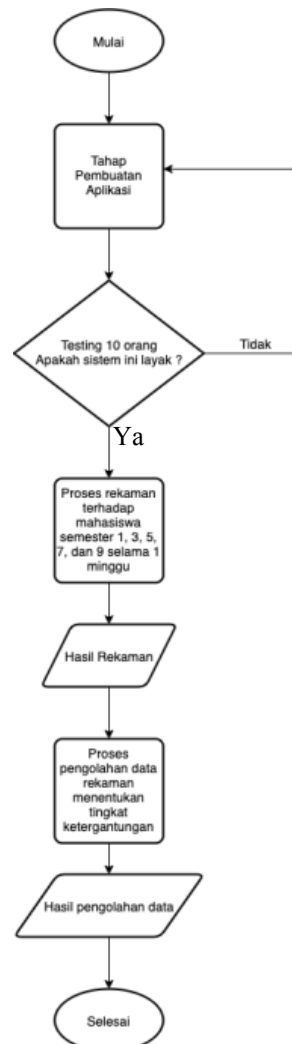 Mulai
Tahap
Pembuatan
Aplikasi
Testing 10 orang
Apakah sistem ini layak ?
Tidak
Ya
Proses rekaman
terhadap
mahasiswa
semester 1, 3, 5,
7, dan 9 selama 1
minggu
Hasil Rekaman
Proses
pengolahan data
rekaman
menentukan
tingkat
ketergantungan
Hasil pengolahan data
Selesai